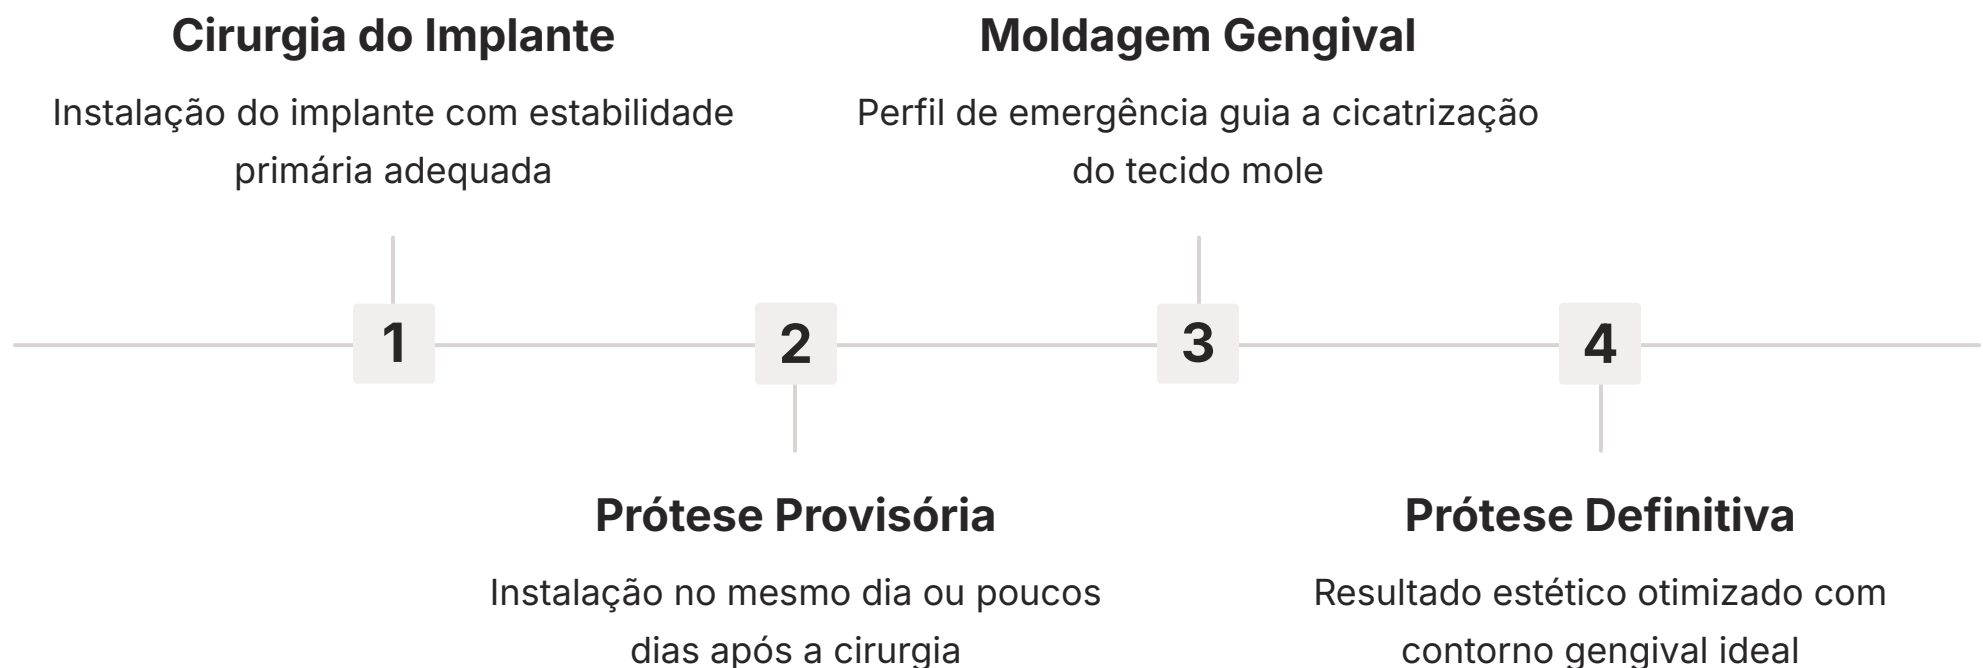 Cirurgia do Implante
Instalação do implante com estabilidade
primária adequada
1
Prótese Provisória
Instalação no mesmo dia ou poucos
dias após a cirurgia
2
Moldagem Gengival
Perfil de emergência guia a cicatrização
do tecido mole
3
Prótese Definitiva
Resultado estético otimizado com
contorno gengival ideal
4